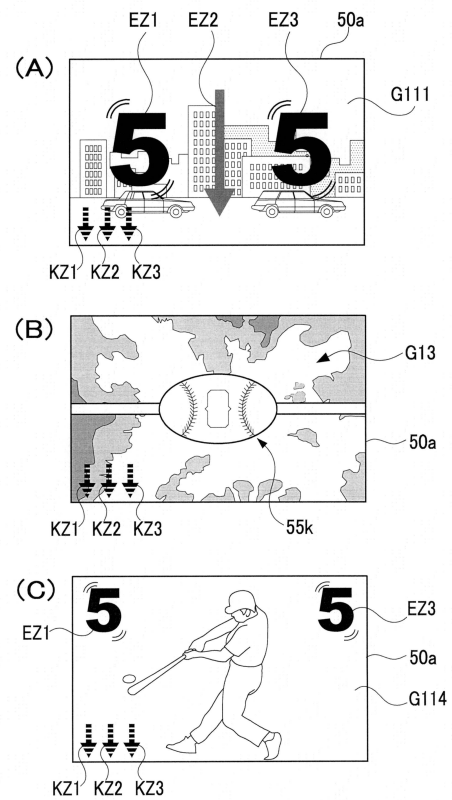 EZ1 EZ2 EZ3 50a
(A)
G111
5 5
KZ1 KZ2 KZ3
(B)
G13
50a
KZ1 KZ2 KZ3 55k
(C)
5 5
EZ1 EZ3
50a
G114
KZ1 KZ2 KZ3